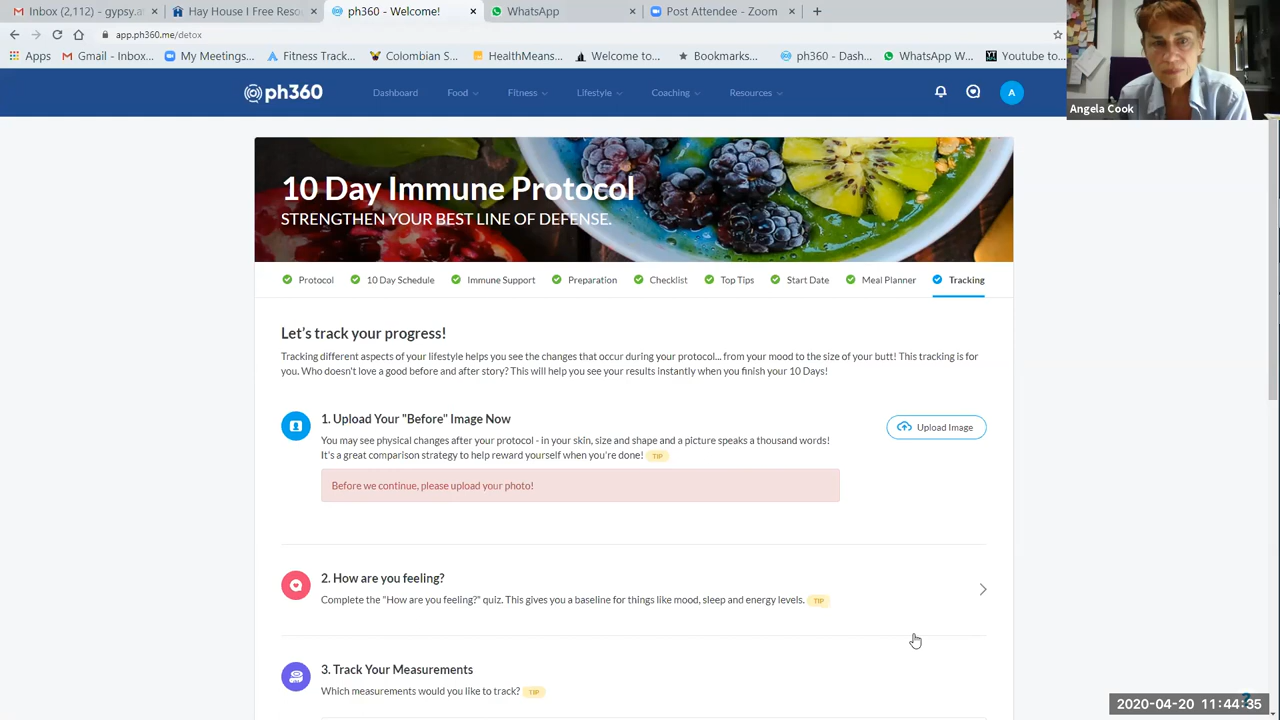 Inbox (2,112) - gypsy.a
Hay House I Free Reso
ph360 - Welcome!
WhatsApp
Post Attendee - Zoom
app.ph360.me/detox
Apps
Gmail - Inbox...
My Meetings...
Fitness Track...
Colombian S...
HealthMeans...
Welcome to...
Bookmarks...
ph360 - Dash...
WhatsApp W...
Youtube to...
Angela Cook
ph360
Dashboard
Food
Fitness
Lifestyle
Coaching
Resources
A
10 Day Immune Protocol
STRENGTHEN YOUR BEST LINE OF DEFENSE.
Protocol
10 Day Schedule
Immune Support
Preparation
Checklist
Top Tips
Start Date
Meal Planner
Tracking
Let's track your progress!
Tracking different aspects of your lifestyle helps you see the changes that occur during your protocol... from your mood to the size of your butt! This tracking is for
you. Who doesn't love a good before and after story? This will help you see your results instantly when you finish your 10 Days!
1. Upload Your "Before" Image Now
Upload Image
You may see physical changes after your protocol - in your skin, size and shape and a picture speaks a thousand words!
It's a great comparison strategy to help reward yourself when you're done! TIP
Before we continue, please upload your photo!
2. How are you feeling?
Complete the "How are you feeling?" quiz. This gives you a baseline for things like mood, sleep and energy levels. TIP
3. Track Your Measurements
Which measurements would you like to track? TIP
2020-04-20 11:44:35